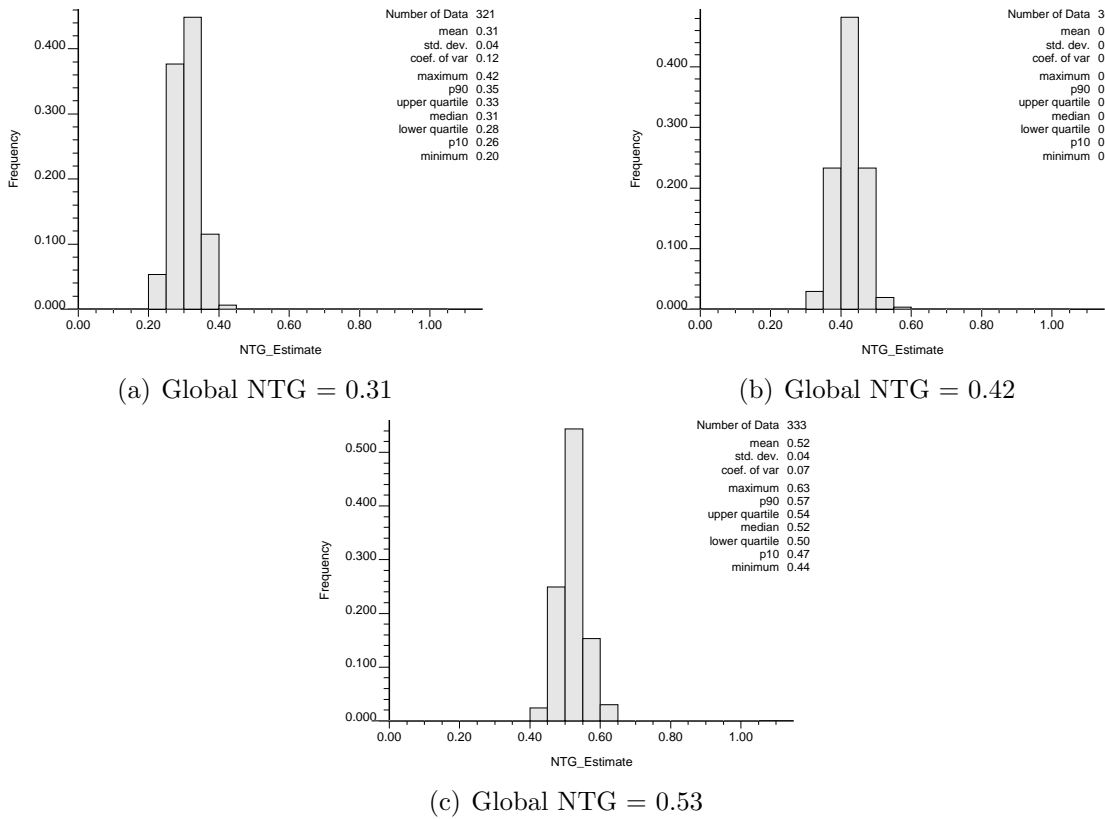 Number of Data 321
mean 0.31
std. dev. 0.04
coef. of var 0.12
maximum 0.42
p90 0.35
upper quartile 0.33
median 0.31
lower quartile 0.28
p10 0.26
minimum 0.20
Frequency
0.400
0.300
0.200
0.100
0.000
0.00 0.20 0.40 0.60 0.80 1.00
NTG_Estimate
(a) Global NTG = 0.31
Number of Data 3
mean 0
std. dev. 0
coef. of var 0
maximum 0
p90 0
upper quartile 0
median 0
lower quartile 0
p10 0
minimum 0
Frequency
0.400
0.300
0.200
0.100
0.000
0.00 0.20 0.40 0.60 0.80 1.00
NTG_Estimate
(b) Global NTG = 0.42
Number of Data 333
mean 0.52
std. dev. 0.04
coef. of var 0.07
maximum 0.63
p90 0.57
upper quartile 0.54
median 0.52
lower quartile 0.50
p10 0.47
minimum 0.44
Frequency
0.500
0.400
0.300
0.200
0.100
0.000
0.00 0.20 0.40 0.60 0.80 1.00
NTG_Estimate
(c) Global NTG = 0.53